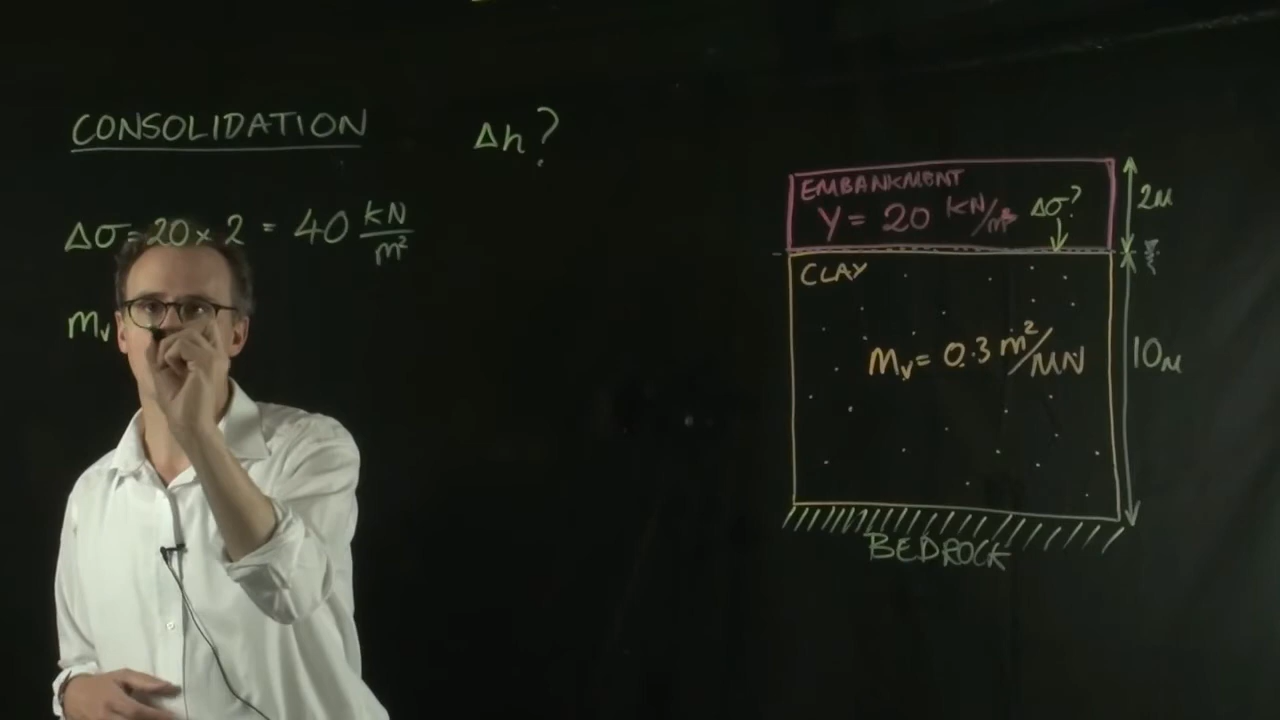 CONSOLIDATION
Δh?
Δσ = 20 × 2 = 40 kN/m²
mv
EMBANKMENT
γ = 20 kN/m³
Δσ?
2m
CLAY
mv = 0.3 m²/MN
10m
BEDROCK